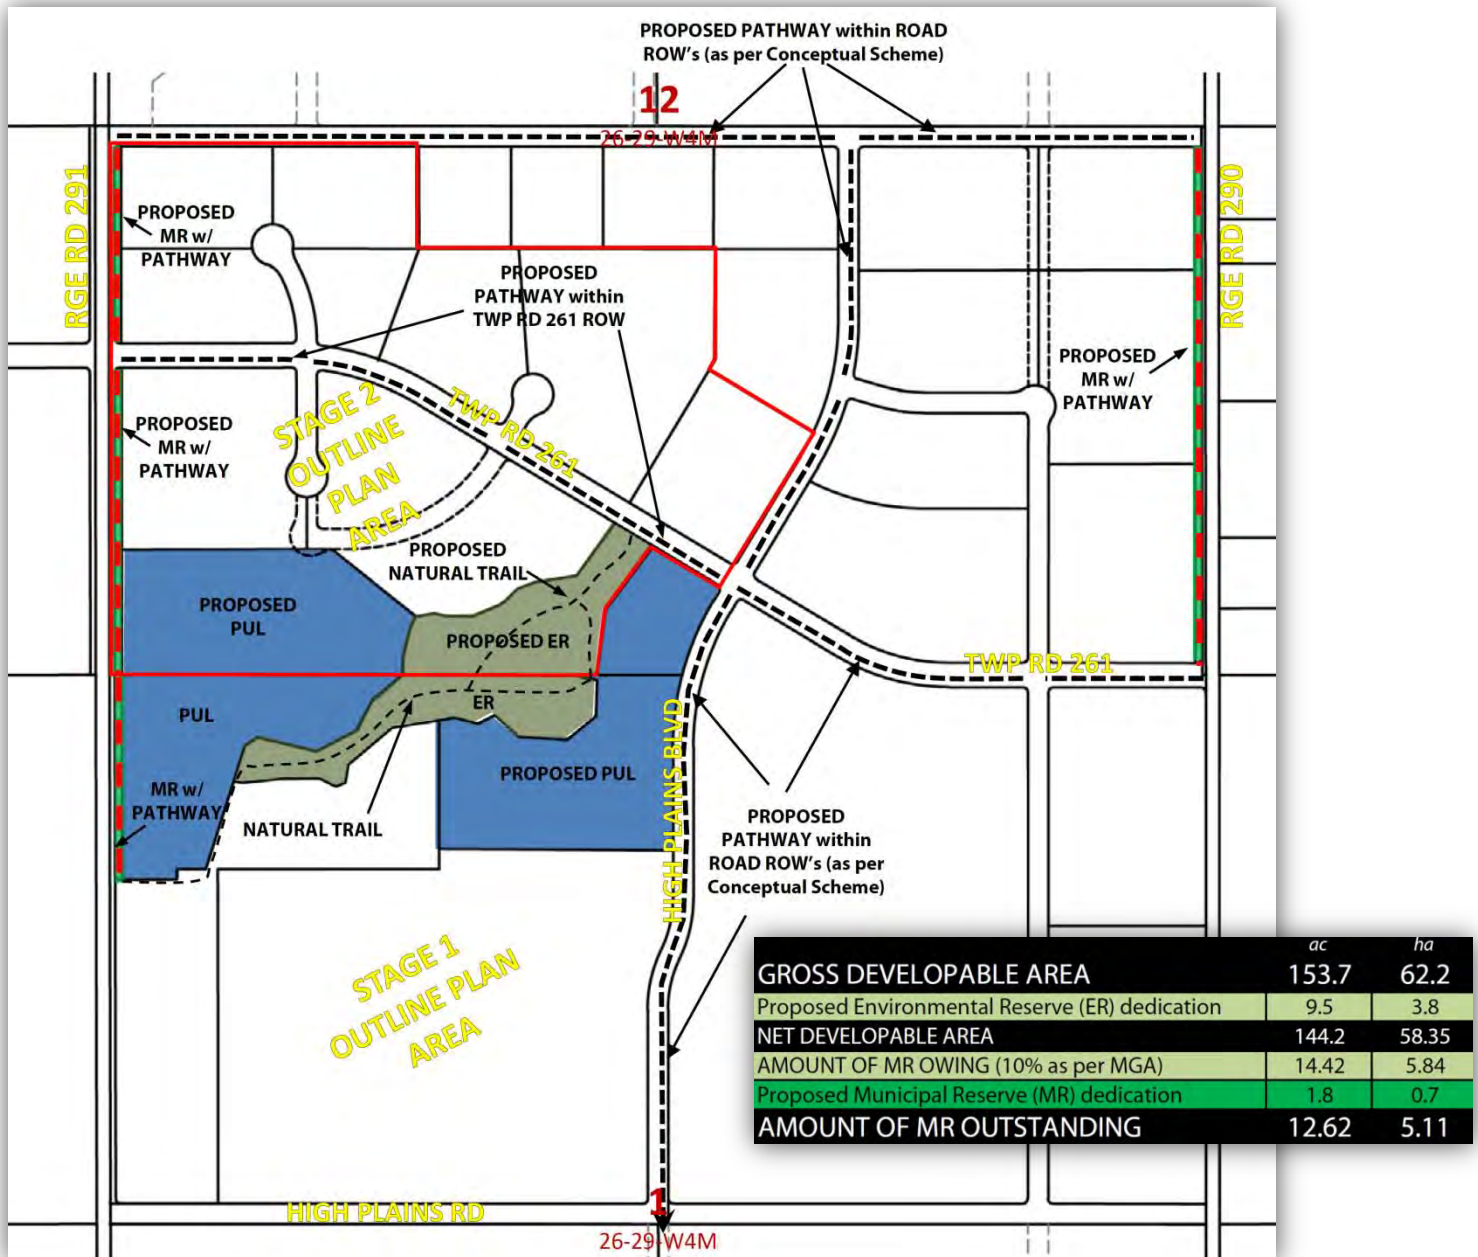 PROPOSED PATHWAY within ROAD
ROW's (as per Conceptual Scheme)
12
26-29-W4M
RGE RD 291
RGE RD 290
PROPOSED
MR w/
PATHWAY
PROPOSED
PATHWAY within
TWP RD 261 ROW
PROPOSED
MR w/
PATHWAY
PROPOSED
MR w/
PATHWAY
STAGE 2
OUTLINE
PLAN
AREA
TWP RD 261
PROPOSED
NATURAL TRAIL
PROPOSED
PUL
PROPOSED ER
TWP RD 261
ER
PUL
PROPOSED PUL
HIGH PLAINS BLVD
MR w/
PATHWAY
NATURAL TRAIL
PROPOSED
PATHWAY within
ROAD ROW's (as per
Conceptual Scheme)
STAGE 1
OUTLINE PLAN
AREA
ac ha
GROSS DEVELOPABLE AREA 153.7 62.2
Proposed Environmental Reserve (ER) dedication 9.5 3.8
NET DEVELOPABLE AREA 144.2 58.35
AMOUNT OF MR OWING (10% as per MGA) 14.42 5.84
Proposed Municipal Reserve (MR) dedication 1.8 0.7
AMOUNT OF MR OUTSTANDING 12.62 5.11
HIGH PLAINS RD
1
26-29-W4M